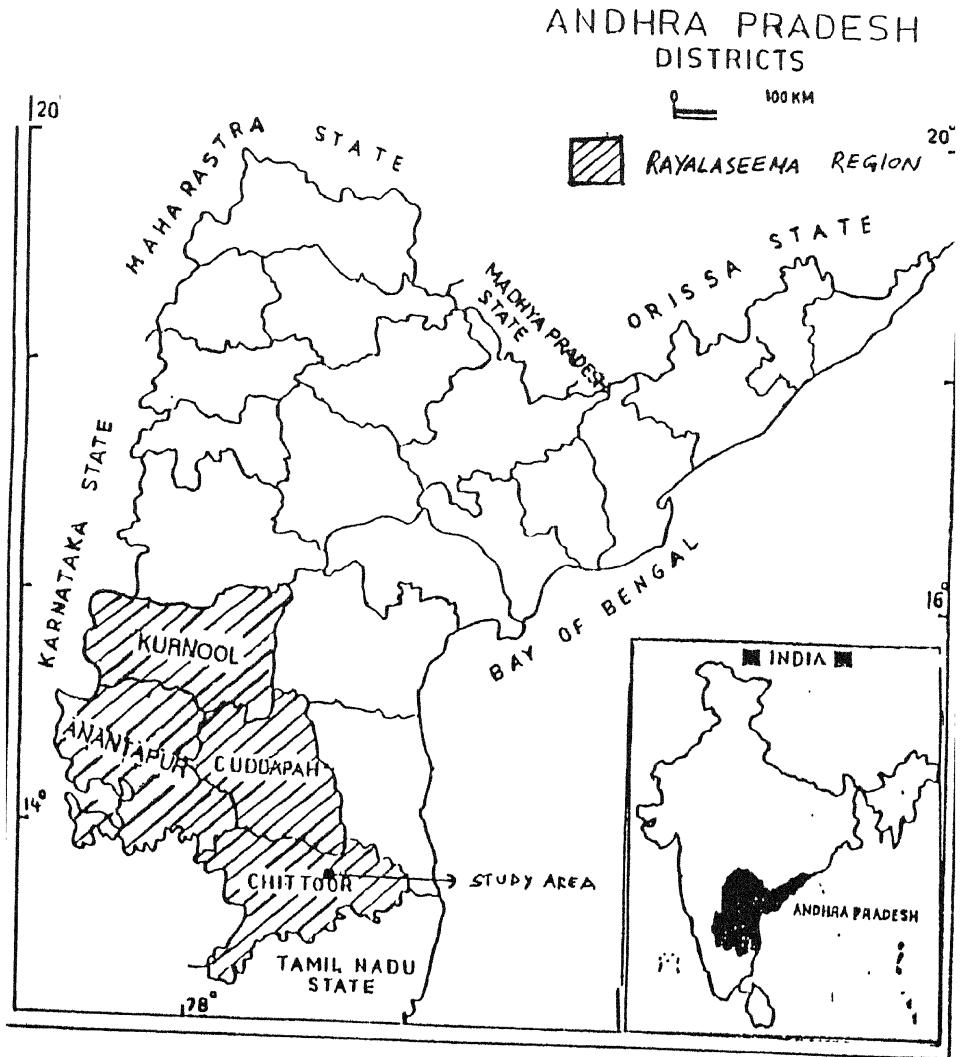 ANDHRA PRADESH
DISTRICTS
0 100 KM
RAYALASEEMA REGION
20
20°
MAHARASTRA STATE
MADHYA PRADESH
STATE
ORISSA STATE
KARNATAKA STATE
16°
BAY OF BENGAL
KURNOOL
ANANTAPUR
CUDDAPAH
14°
CHITTOOR
STUDY AREA
TAMIL NADU
STATE
78°
INDIA
ANDHRA PRADESH